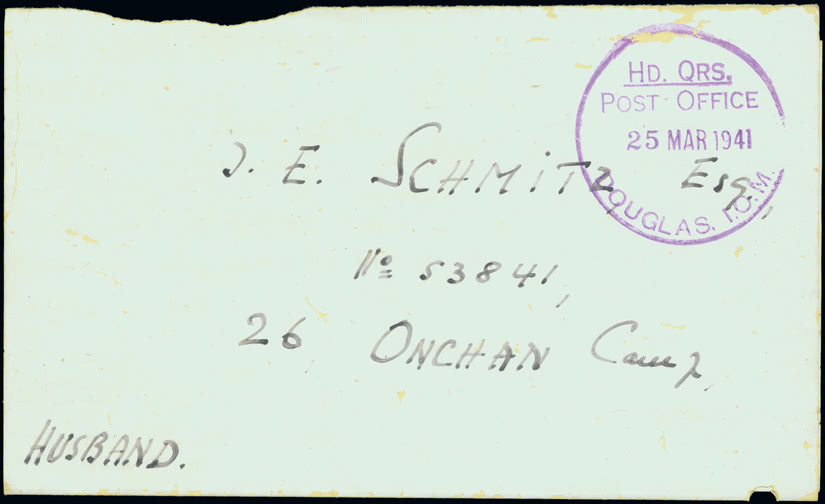 HD. QRS.
POST OFFICE
25 MAR 1941
DOUGLAS. I.O.M.
J. E. SCHMITZ, Esq.,
No 53841,
26 ONCHAN Camp,
HUSBAND.